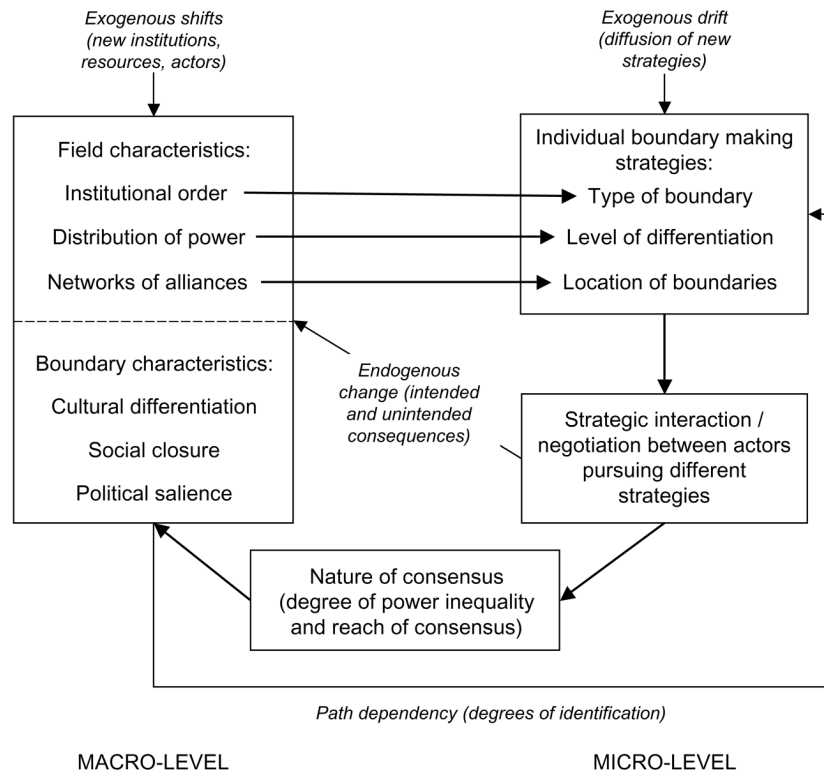 Exogenous shifts
(new institutions,
resources, actors)
Exogenous drift
(diffusion of new
strategies)
Field characteristics:
Institutional order
Distribution of power
Networks of alliances
Individual boundary making
strategies:
Type of boundary
Level of differentiation
Location of boundaries
Boundary characteristics:
Cultural differentiation
Social closure
Political salience
Endogenous
change (intended
and unintended
consequences)
Strategic interaction /
negotiation between actors
pursuing different
strategies
Nature of consensus
(degree of power inequality
and reach of consensus)
Path dependency (degrees of identification)
MACRO-LEVEL
MICRO-LEVEL